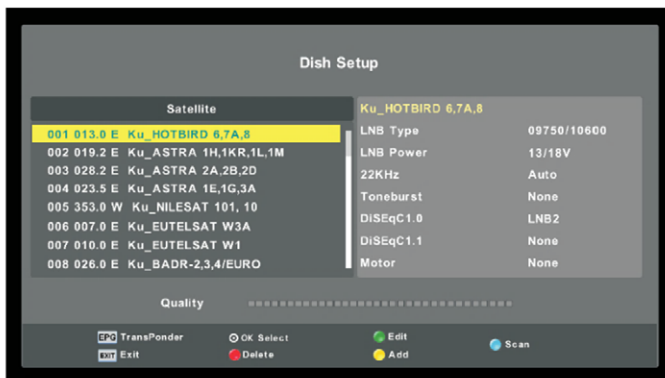 Dish Setup
Satellite
001 013.0 E Ku_HOTBIRD 6,7A,8
002 019.2 E Ku_ASTRA 1H,1KR,1L,1M
003 028.2 E Ku_ASTRA 2A,2B,2D
004 023.5 E Ku_ASTRA 1E,1G,3A
005 353.0 W Ku_NILESAT 101, 10
006 007.0 E Ku_EUTELSAT W3A
007 010.0 E Ku_EUTELSAT W1
008 026.0 E Ku_BADR-2,3,4/EURO
Ku_HOTBIRD 6,7A,8
LNB Type 09750/10600
LNB Power 13/18V
22KHz Auto
Toneburst None
DiSEqC1.0 LNB2
DiSEqC1.1 None
Motor None
Quality
EPG TransPonder OK Select Edit Scan
EXIT Exit Delete Add